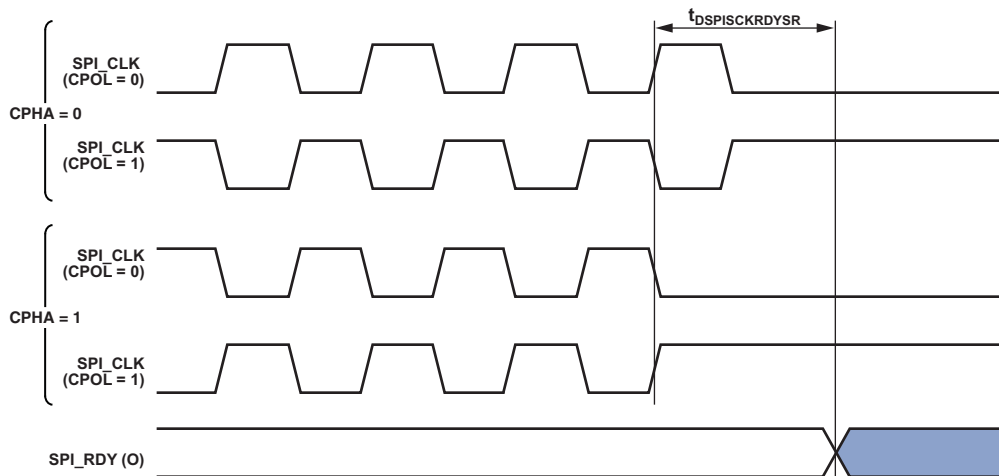 tDSPISCKRDYSR
SPI_CLK
(CPOL = 0)
CPHA = 0
SPI_CLK
(CPOL = 1)
SPI_CLK
(CPOL = 0)
CPHA = 1
SPI_CLK
(CPOL = 1)
SPI_RDY (O)